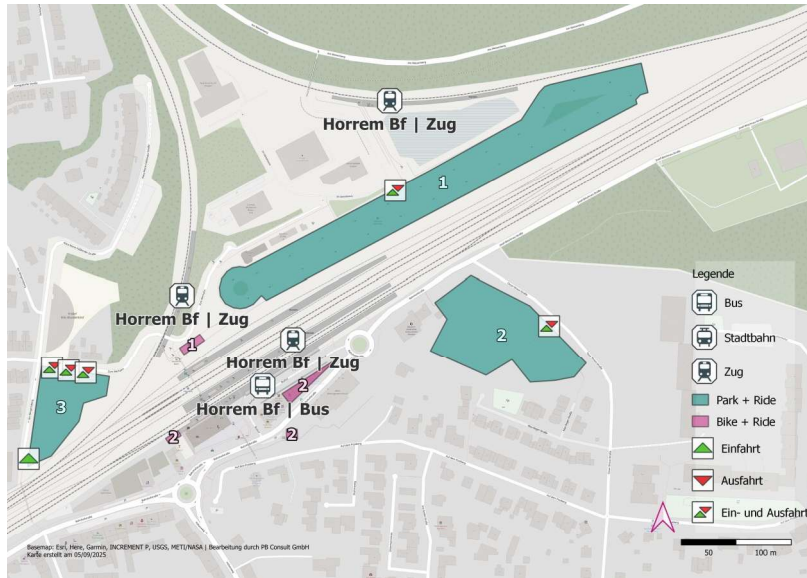 Horrem Bf | Zug
1
Horrem Bf | Zug
1
Horrem Bf | Zug
2
Horrem Bf | Bus
2
2
2
3
Legende
Bus
Stadtbahn
Zug
Park + Ride
Bike + Ride
Einfahrt
Ausfahrt
Ein- und Ausfahrt
50
100 m
Basemap: Esri, Here, Garmin, INCREMENT P, USGS, METI/NASA | Bearbeitung durch PB Consult GmbH
Karte erstellt am 05/09/2025